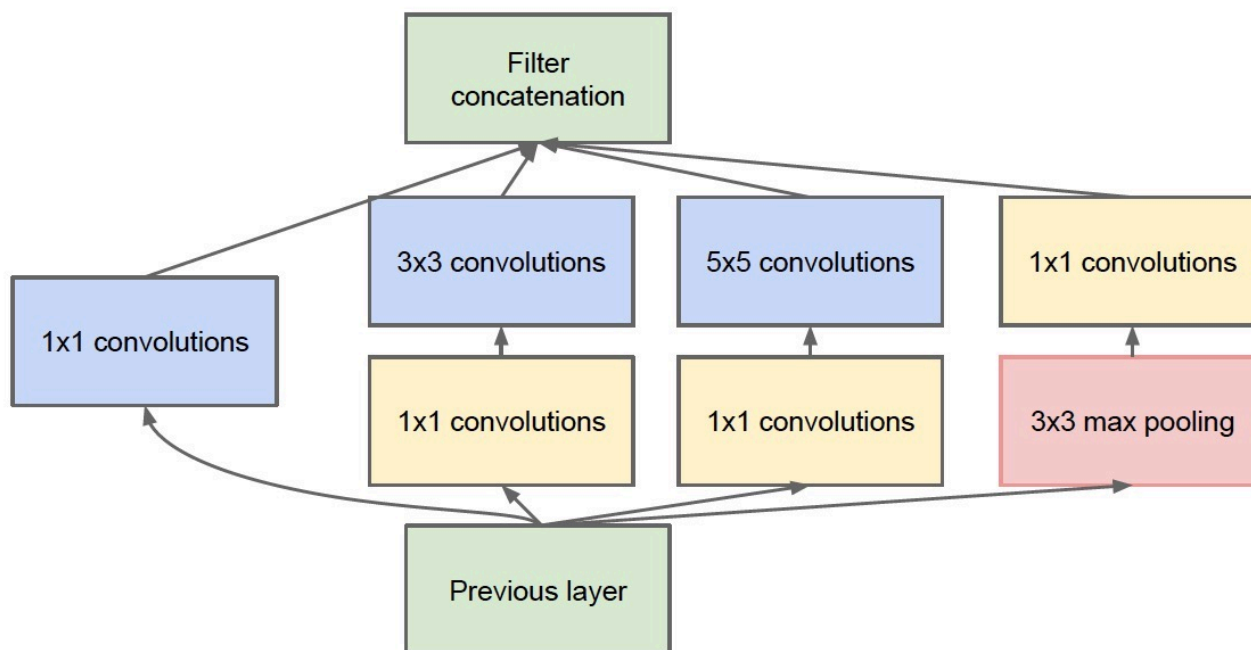 Filter
concatenation
3x3 convolutions
5x5 convolutions
1x1 convolutions
1x1 convolutions
1x1 convolutions
1x1 convolutions
3x3 max pooling
Previous layer